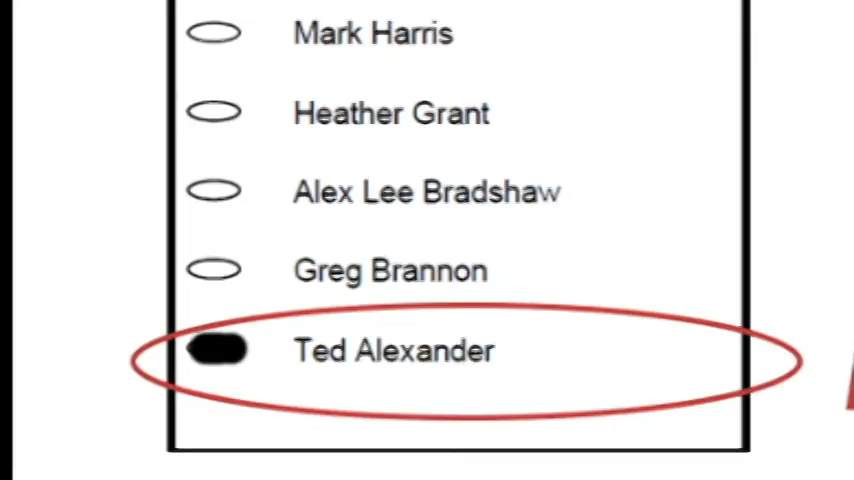 Mark Harris
Heather Grant
Alex Lee Bradshaw
Greg Brannon
Ted Alexander